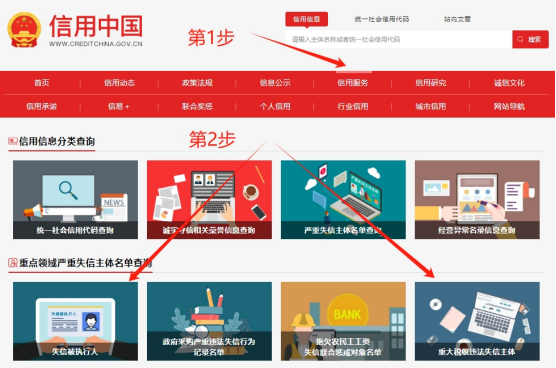 信用中国
WWW.CREDITCHINA.GOV.CN
第1步
信用信息 统一社会信用代码 站内文章
请输入主体名称或者统一社会信用代码 搜索
首页 信用动态 政策法规 信息公示 信用服务 信用研究 诚信文化
信用承诺 信易+ 联合奖惩 个人信用 行业信用 城市信用 网站导航
第2步
信用信息分类查询
NEWS
统一社会信用代码查询 诚实守信相关荣誉信息查询 严重失信主体名单查询 经营异常名录信息查询
重点领域严重失信主体名单查询
失信被执行人
BANK
失信被执行人 政府采购严重违法失信行为 拖欠农民工工资 重大税收违法失信主体
记录名单 失信联合惩戒对象名单